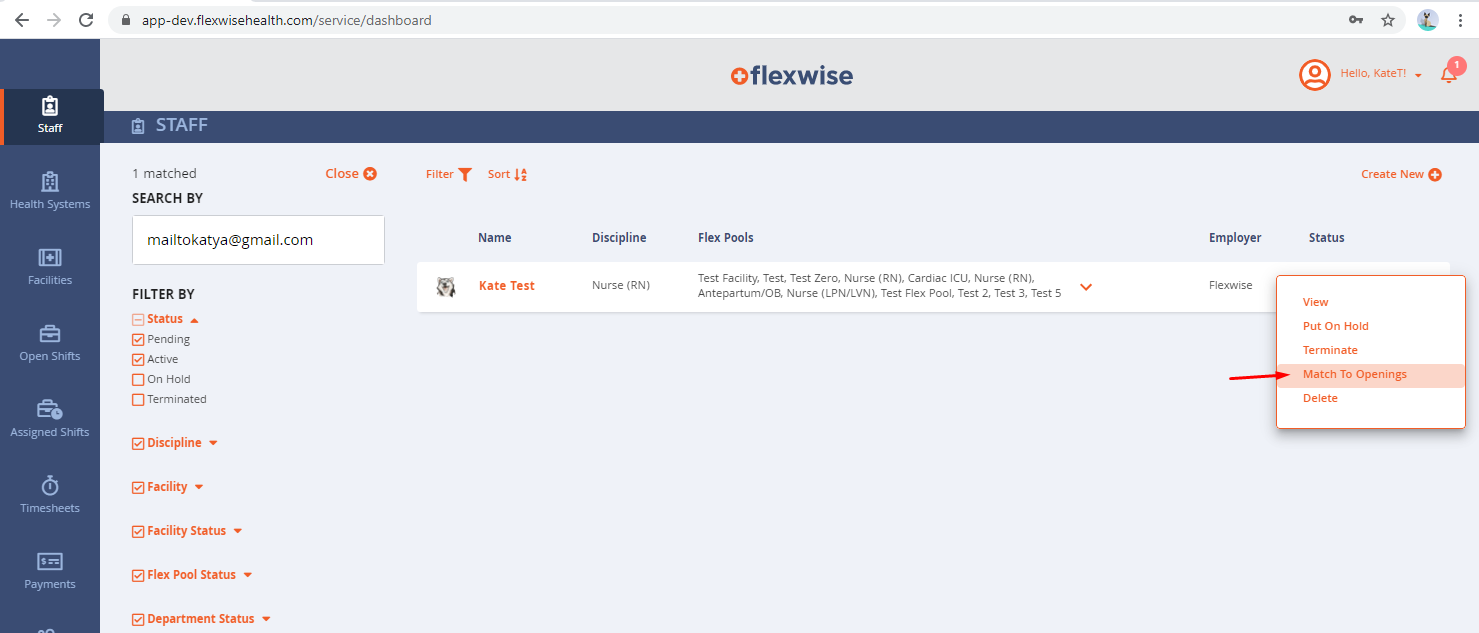 app-dev.flexwisehealth.com/service/dashboard
flexwise
Hello, KateT!
1
Staff
Health Systems
Facilities
Open Shifts
Assigned Shifts
Timesheets
Payments
STAFF
1 matched
Close
SEARCH BY
mailtokatya@gmail.com
FILTER BY
Status
Pending
Active
On Hold
Terminated
Discipline
Facility
Facility Status
Flex Pool Status
Department Status
Filter
Sort
Create New
Name Discipline Flex Pools Employer Status
Kate Test Nurse (RN) Test Facility, Test, Test Zero, Nurse (RN), Cardiac ICU, Nurse (RN), Flexwise
Antepartum/OB, Nurse (LPN/LVN), Test Flex Pool, Test 2, Test 3, Test 5
View
Put On Hold
Terminate
Match To Openings
Delete